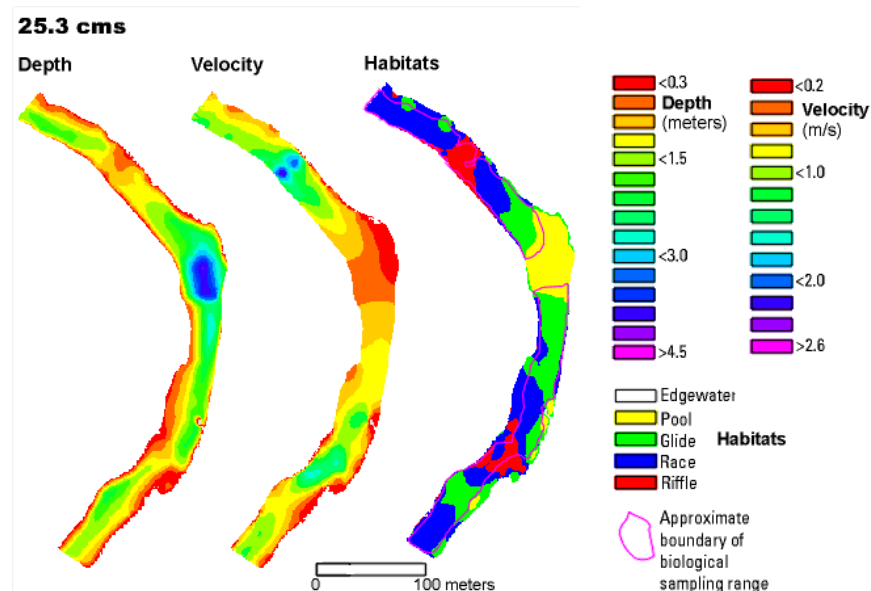 25.3 cms
Depth
Velocity
Habitats
<0.3
Depth
(meters)
<1.5
<3.0
>4.5
<0.2
Velocity
(m/s)
<1.0
<2.0
>2.6
Edgewater
Pool
Glide
Habitats
Race
Riffle
Approximate
boundary of
biological
sampling range
0 100 meters